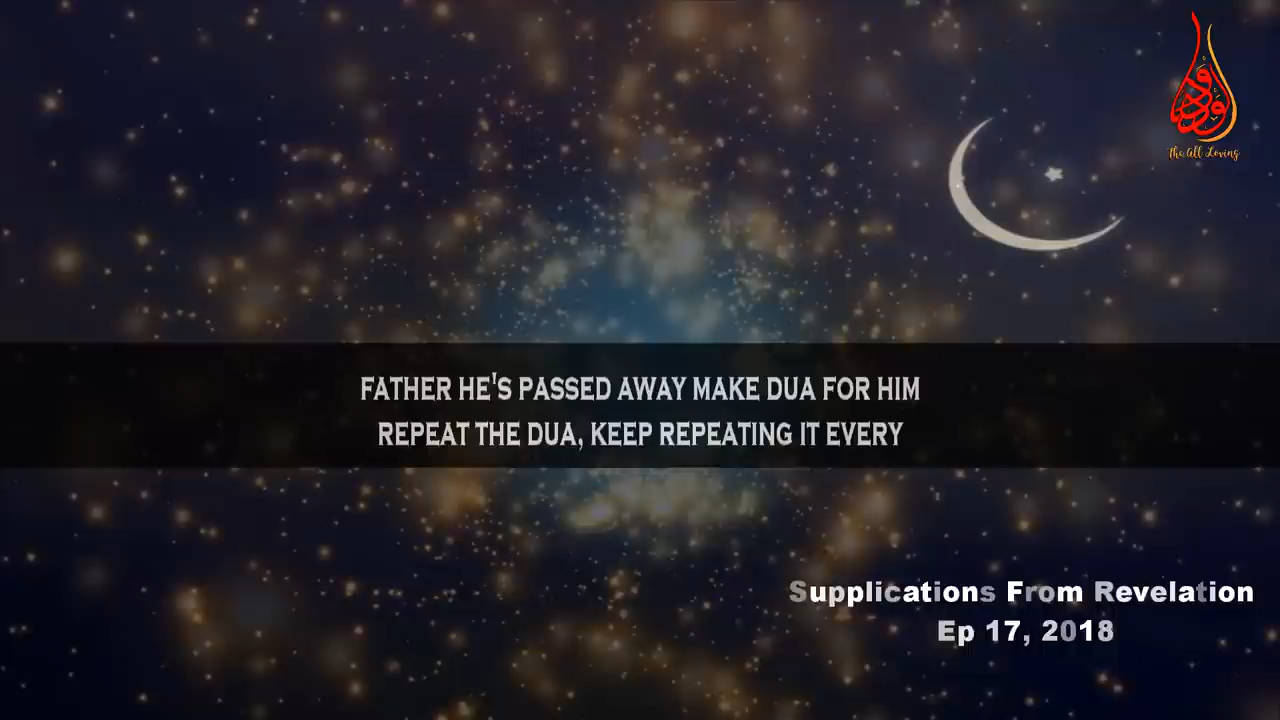 The All Loving
FATHER HE'S PASSED AWAY MAKE DUA FOR HIM
REPEAT THE DUA, KEEP REPEATING IT EVERY
Supplications From Revelation
Ep 17, 2018